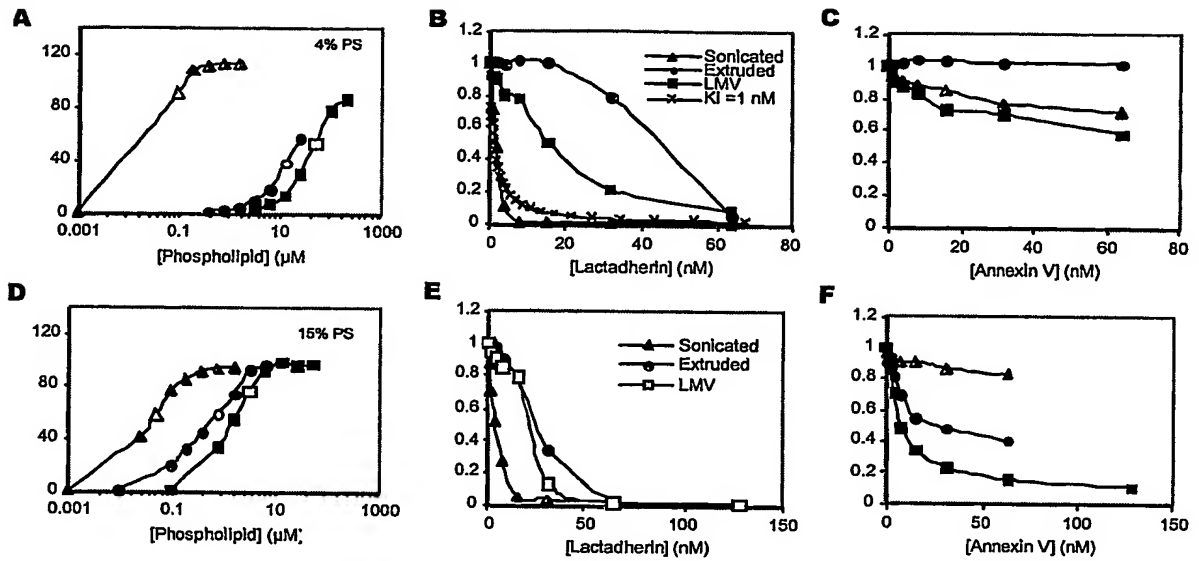 A
4% PS
120
80
40
0
0.001
0.1
10
1000
[Phospholipid] (µM
B
1.2
1
0.8
0.6
0.4
0.2
0
0
20
40
60
80
Sonicated
Extruded
LMV
KI =1 nM
[Lactadherin] (nM)
C
1.2
1
0.8
0.6
0.4
0.2
0
0
20
40
60
80
[Annexin V] (nM)
D
15% PS
120
80
40
0
0.001
0.1
10
1000
[Phospholipid] (µM:
E
1.2
1
0.8
0.6
0.4
0.2
0
0
50
100
150
Sonicated
Extruded
LMV
[Lactadherin] (nM)
F
1.2
1
0.8
0.6
0.4
0.2
0
0
50
100
150
[Annexin V] (nM)